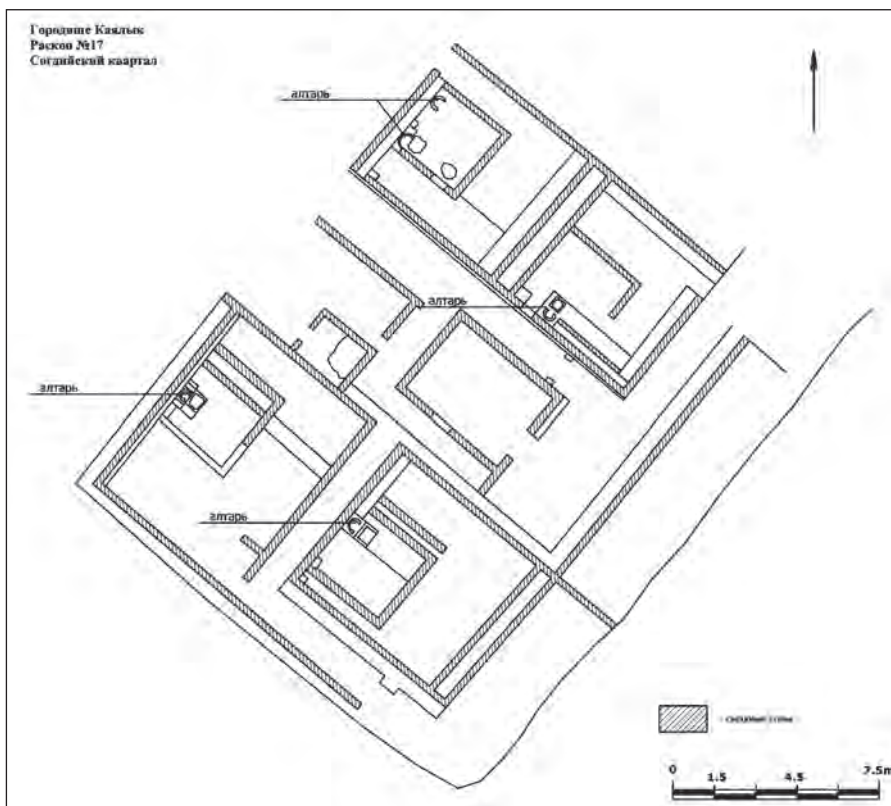 Городище Каялык
Раскоп №17
Согдийский квартал
алтарь
алтарь
алтарь
алтарь
0 1.5 4.5 7.5m